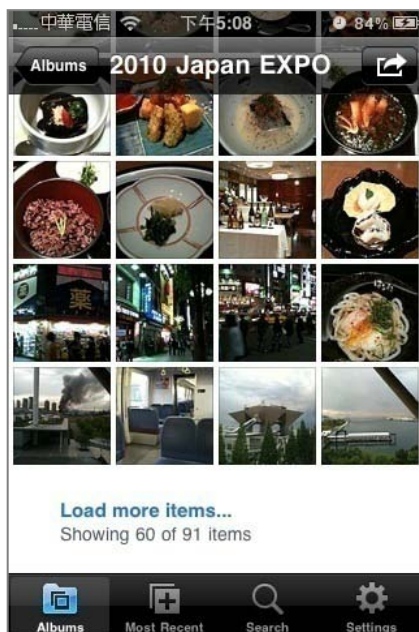 中華電信 下午5:08 84%
Albums 2010 Japan EXPO
薬
Load more items...
Showing 60 of 91 items
Albums Most Recent Search Settings